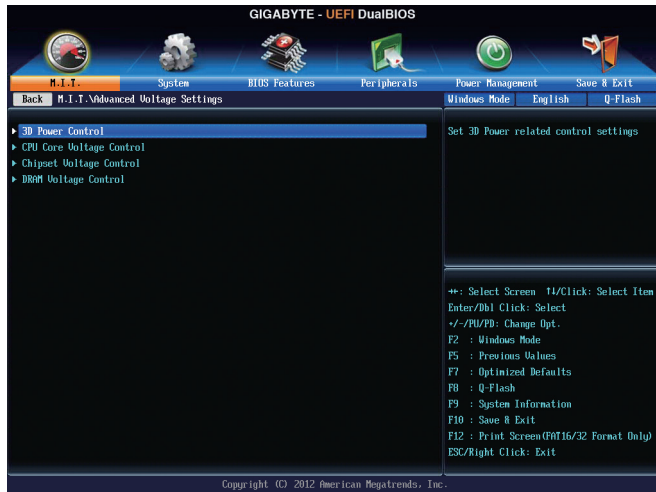 GIGABYTE - UEFI DualBIOS
M.I.T.
System
BIOS Features
Peripherals
Power Management
Save & Exit
Back M.I.T.\Advanced Voltage Settings
Windows Mode English Q-Flash
3D Power Control
CPU Core Voltage Control
Chipset Voltage Control
DRAM Voltage Control
Set 3D Power related control settings
→←: Select Screen ↑↓/Click: Select Item
Enter/Dbl Click: Select
+/-/PU/PD: Change Opt.
F2 : Windows Mode
F5 : Previous Values
F7 : Optimized Defaults
F8 : Q-Flash
F9 : System Information
F10 : Save & Exit
F12 : Print Screen(FAT16/32 Format Only)
ESC/Right Click: Exit
Copyright (C) 2012 American Megatrends, Inc.